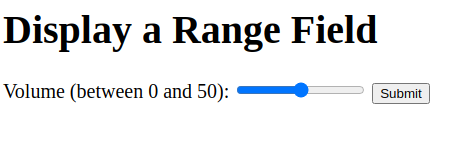 Display a Range Field
Volume (between 0 and 50): Submit